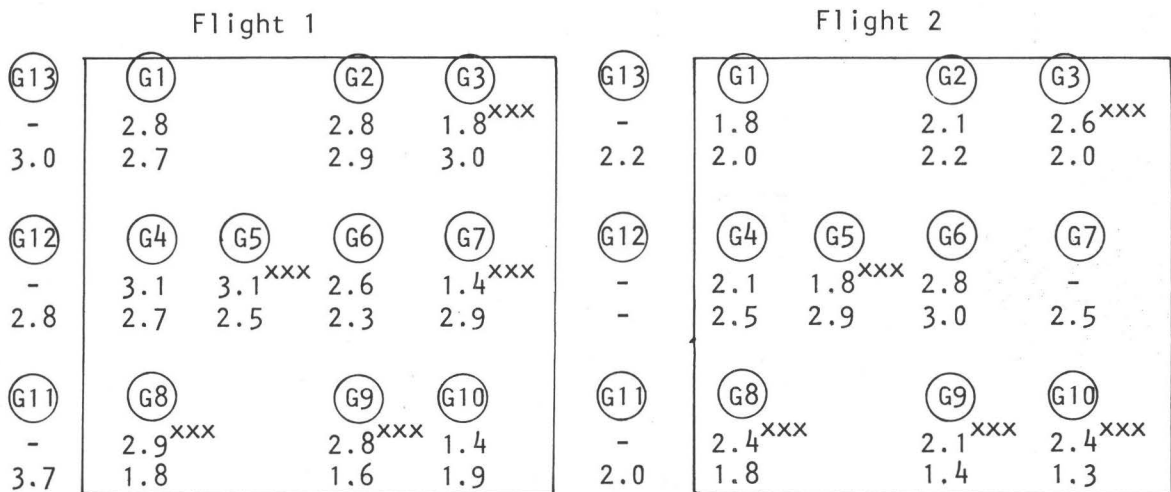 Flight 1 Flight 2
G13 G1 G2 G3 G13 G1 G2 G3
- 2.8 2.8 1.8xxx - 1.8 2.1 2.6xxx
3.0 2.7 2.9 3.0 2.2 2.0 2.2 2.0
G12 G4 G5 G6 G7 G12 G4 G5 G6 G7
- 3.1 3.1xxx 2.6 1.4xxx - 2.1 1.8xxx 2.8 -
2.8 2.7 2.5 2.3 2.9 - 2.5 2.9 3.0 2.5
G11 G8 G9 G10 G11 G8 G9 G10
- 2.9xxx 2.8xxx 1.4 - 2.4xxx 2.1xxx 2.4xxx
3.7 1.8 1.6 1.9 2.0 1.8 1.4 1.3